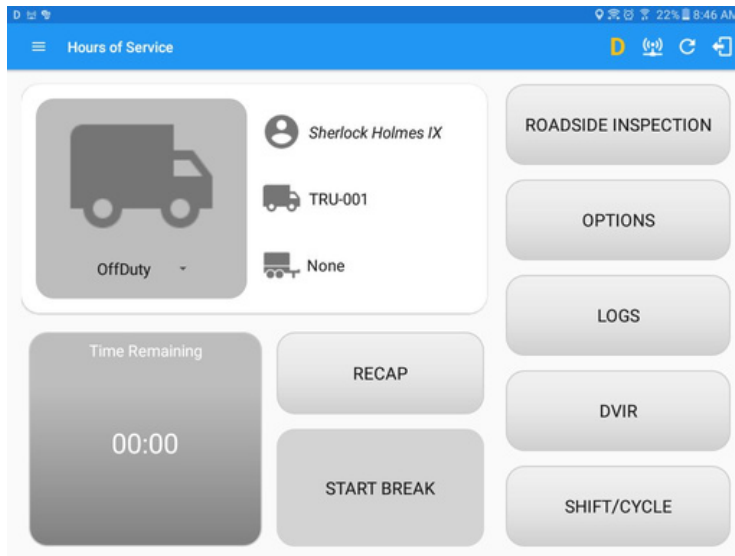 D
22% 8:46 AM
Hours of Service
D
Sherlock Holmes IX
TRU-001
None
OffDuty
ROADSIDE INSPECTION
OPTIONS
LOGS
DVIR
SHIFT/CYCLE
Time Remaining
00:00
RECAP
START BREAK